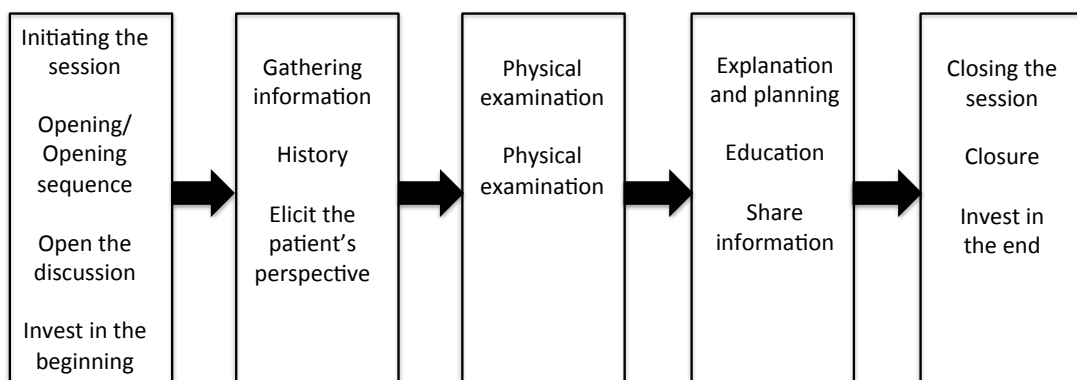 Initiating the
session
Opening/
Opening
sequence
Open the
discussion
Invest in the
beginning
Gathering
information
History
Elicit the
patient's
perspective
Physical
examination
Physical
examination
Explanation
and planning
Education
Share
information
Closing the
session
Closure
Invest in
the end